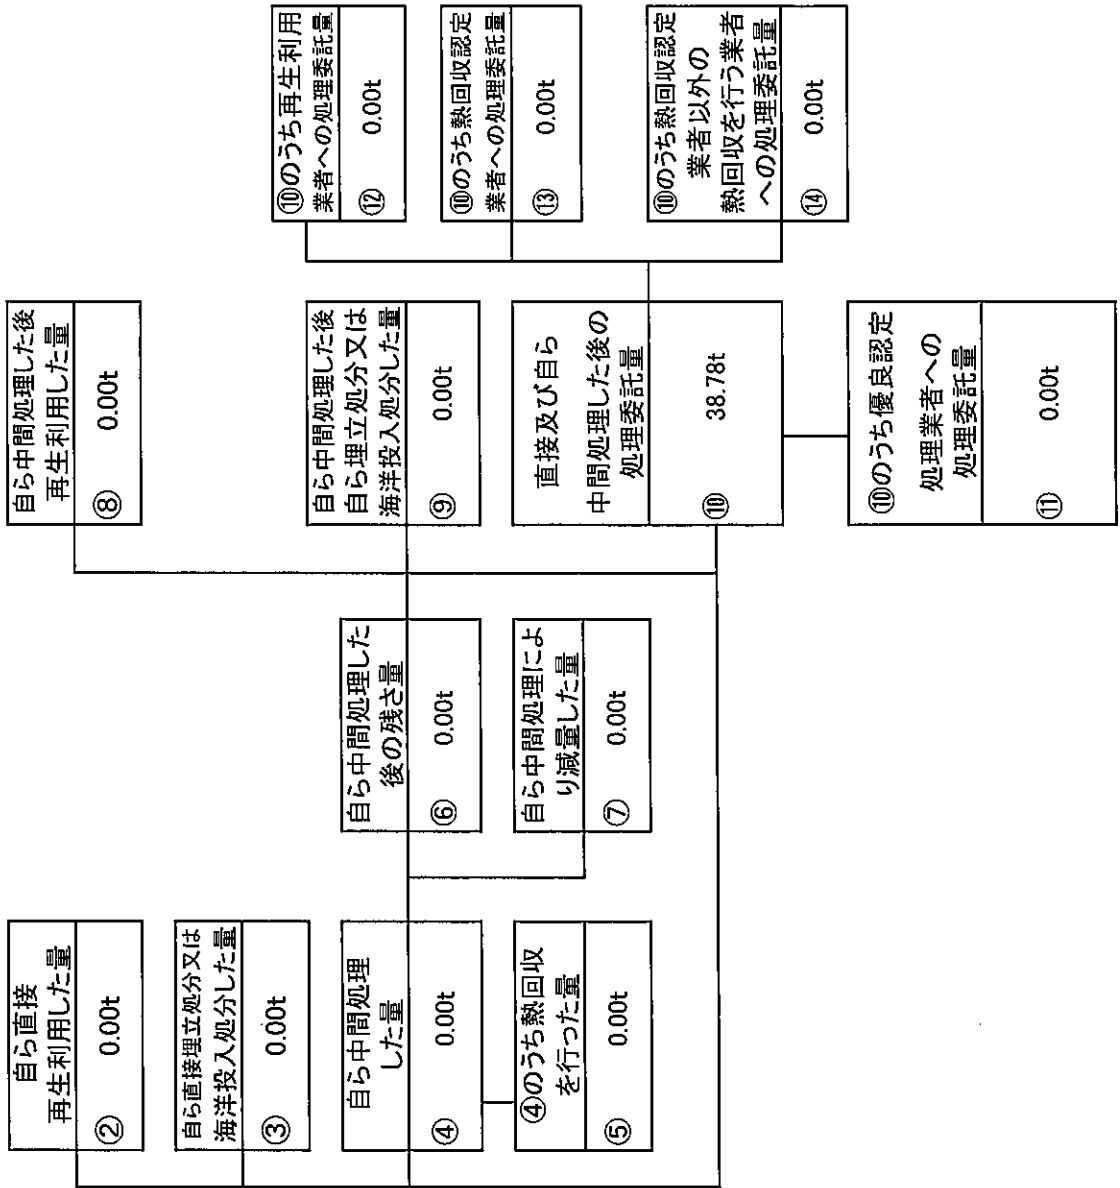 自ら直接
再生利用した量
② 0.00t
自ら直接埋立処分又は
海洋投入処分した量
③ 0.00t
自ら中間処理
した量
④ 0.00t
④のうち熱回収
を行った量
⑤ 0.00t
自ら中間処理した
後の残さ量
⑥ 0.00t
自ら中間処理によ
り減量した量
⑦ 0.00t
自ら中間処理した後
再生利用した量
⑧ 0.00t
自ら中間処理した後
自ら埋立処分又は
海洋投入処分した量
⑨ 0.00t
直接及び自ら
中間処理した後の
処理委託量
⑩ 38.78t
⑩のうち優良認定
処理業者への
処理委託量
⑪ 0.00t
⑩のうち再生利用
業者への処理委託量
⑫ 0.00t
⑩のうち熱回収認定
業者への処理委託量
⑬ 0.00t
⑩のうち熱回収認定
業者以外の
熱回収を行う業者
への処理委託量
⑭ 0.00t